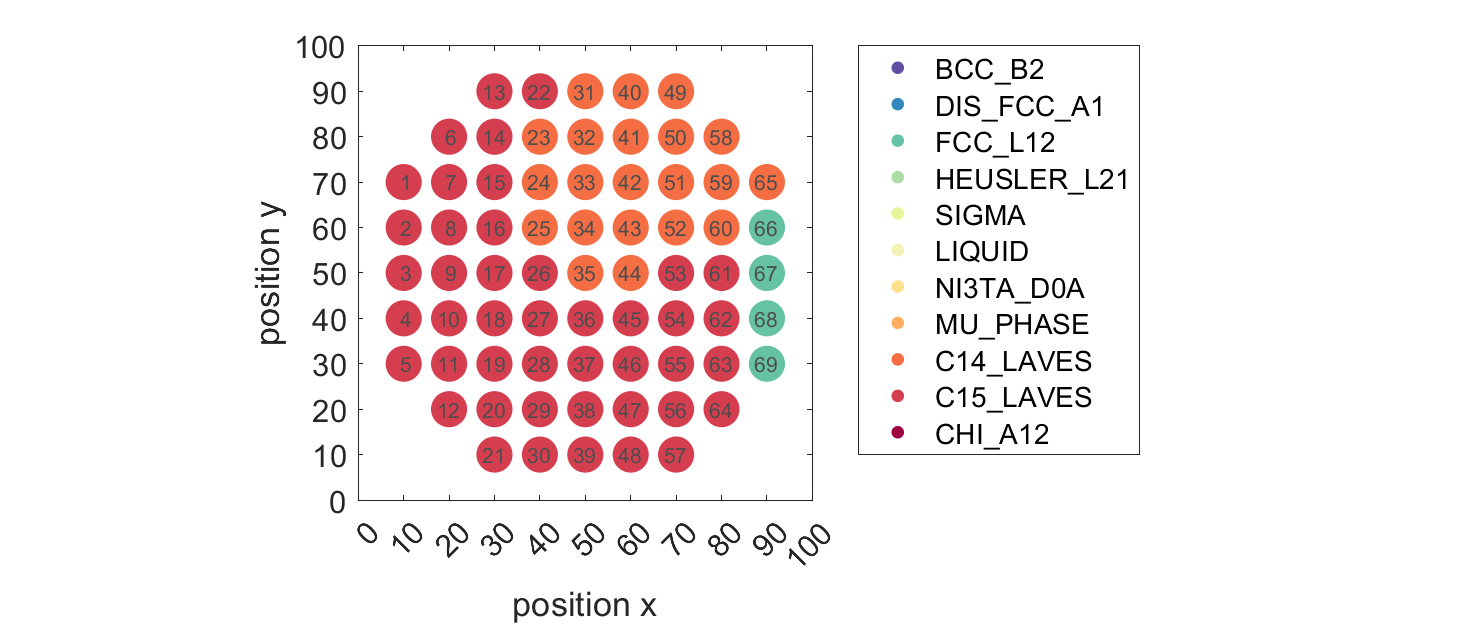 100
90
80
70
60
50
40
30
20
10
0
position y
13 22 31 40 49
6 14 23 32 41 50 58
1 7 15 24 33 42 51 59 65
2 8 16 25 34 43 52 60 66
3 9 17 26 35 44 53 61 67
4 10 18 27 36 45 54 62 68
5 11 19 28 37 46 55 63 69
12 20 29 38 47 56 64
21 30 39 48 57
0 10 20 30 40 50 60 70 80 90 100
position x
BCC_B2
DIS_FCC_A1
FCC_L12
HEUSLER_L21
SIGMA
LIQUID
NI3TA_D0A
MU_PHASE
C14_LAVES
C15_LAVES
CHI_A12